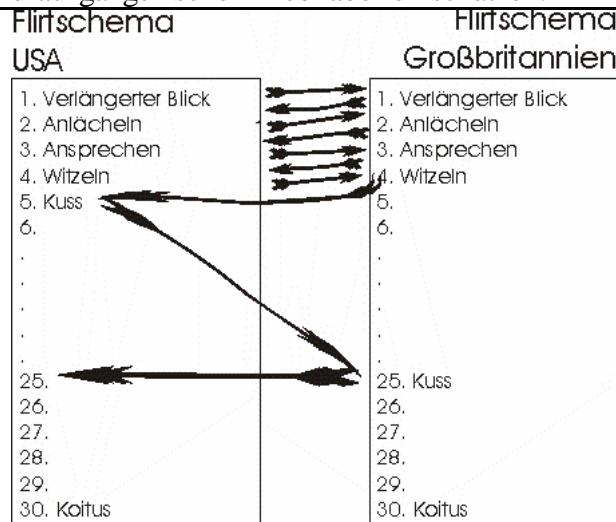 Flirtschema
USA
1. Verlängerter Blick
2. Anlächeln
3. Ansprechen
4. Witzeln
5. Kuss
6.
.
.
.
.
.
25.
26.
27.
28.
29.
30. Koitus
Flirtschema
Großbritannien
1. Verlängerter Blick
2. Anlächeln
3. Ansprechen
4. Witzeln
5.
6.
.
.
.
.
.
25. Kuss
26.
27.
28.
29.
30. Koitus